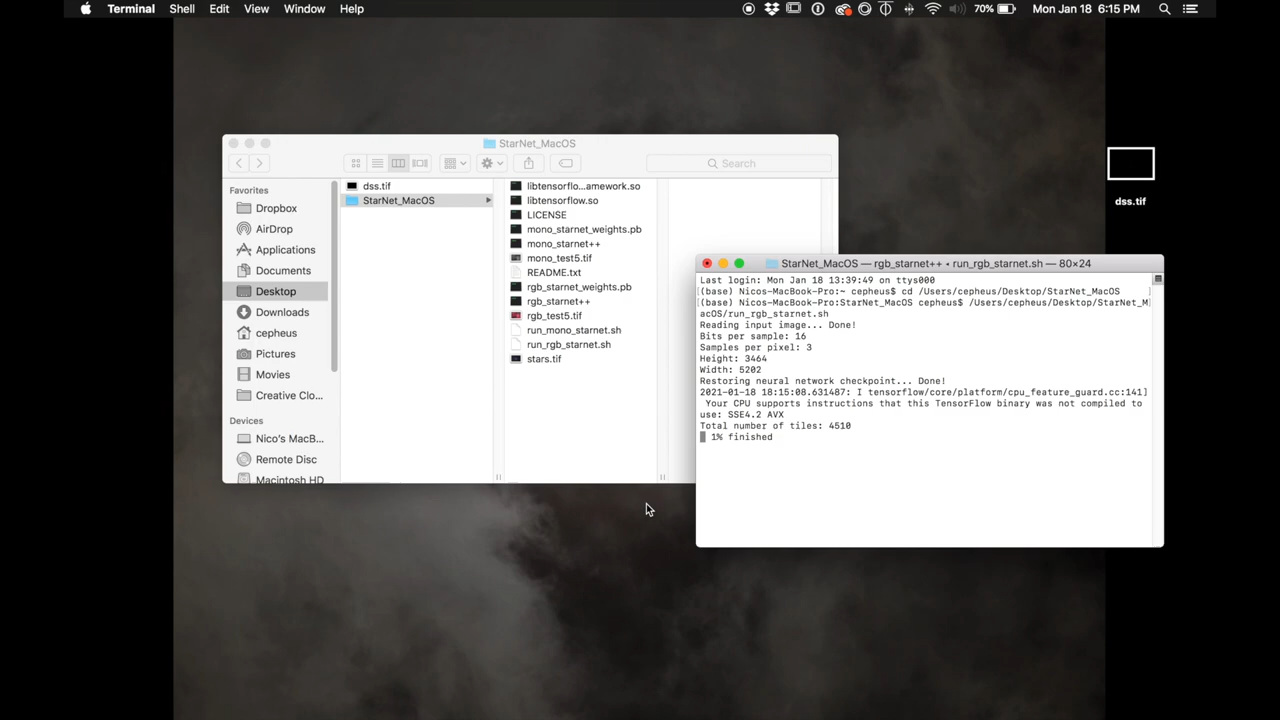 Terminal Shell Edit View Window Help 70% Mon Jan 18 6:15 PM
StarNet_MacOS
Search
Favorites
Dropbox
AirDrop
Applications
Documents
Desktop
Downloads
cepheus
Pictures
Movies
Creative Clo...
Devices
Nico's MacB...
Remote Disc
Macintosh HD
dss.tif
StarNet_MacOS
libtensorflo...amework.so
libtensorflow.so
LICENSE
mono_starnet_weights.pb
mono_starnet++
mono_test5.tif
README.txt
rgb_starnet_weights.pb
rgb_starnet++
rgb_test5.tif
run_mono_starnet.sh
run_rgb_starnet.sh
stars.tif
dss.tif
StarNet_MacOS — rgb_starnet++ • run_rgb_starnet.sh — 80×24
Last login: Mon Jan 18 13:39:49 on ttys000
[(base) Nicos-MacBook-Pro:~ cepheus$ cd /Users/cepheus/Desktop/StarNet_MacOS ]
[(base) Nicos-MacBook-Pro:StarNet_MacOS cepheus$ /Users/cepheus/Desktop/StarNet_M]
acOS/run_rgb_starnet.sh
Reading input image... Done!
Bits per sample: 16
Samples per pixel: 3
Height: 3464
Width: 5202
Restoring neural network checkpoint... Done!
2021-01-18 18:15:08.631487: I tensorflow/core/platform/cpu_feature_guard.cc:141]
Your CPU supports instructions that this TensorFlow binary was not compiled to
use: SSE4.2 AVX
Total number of tiles: 4510
1% finished